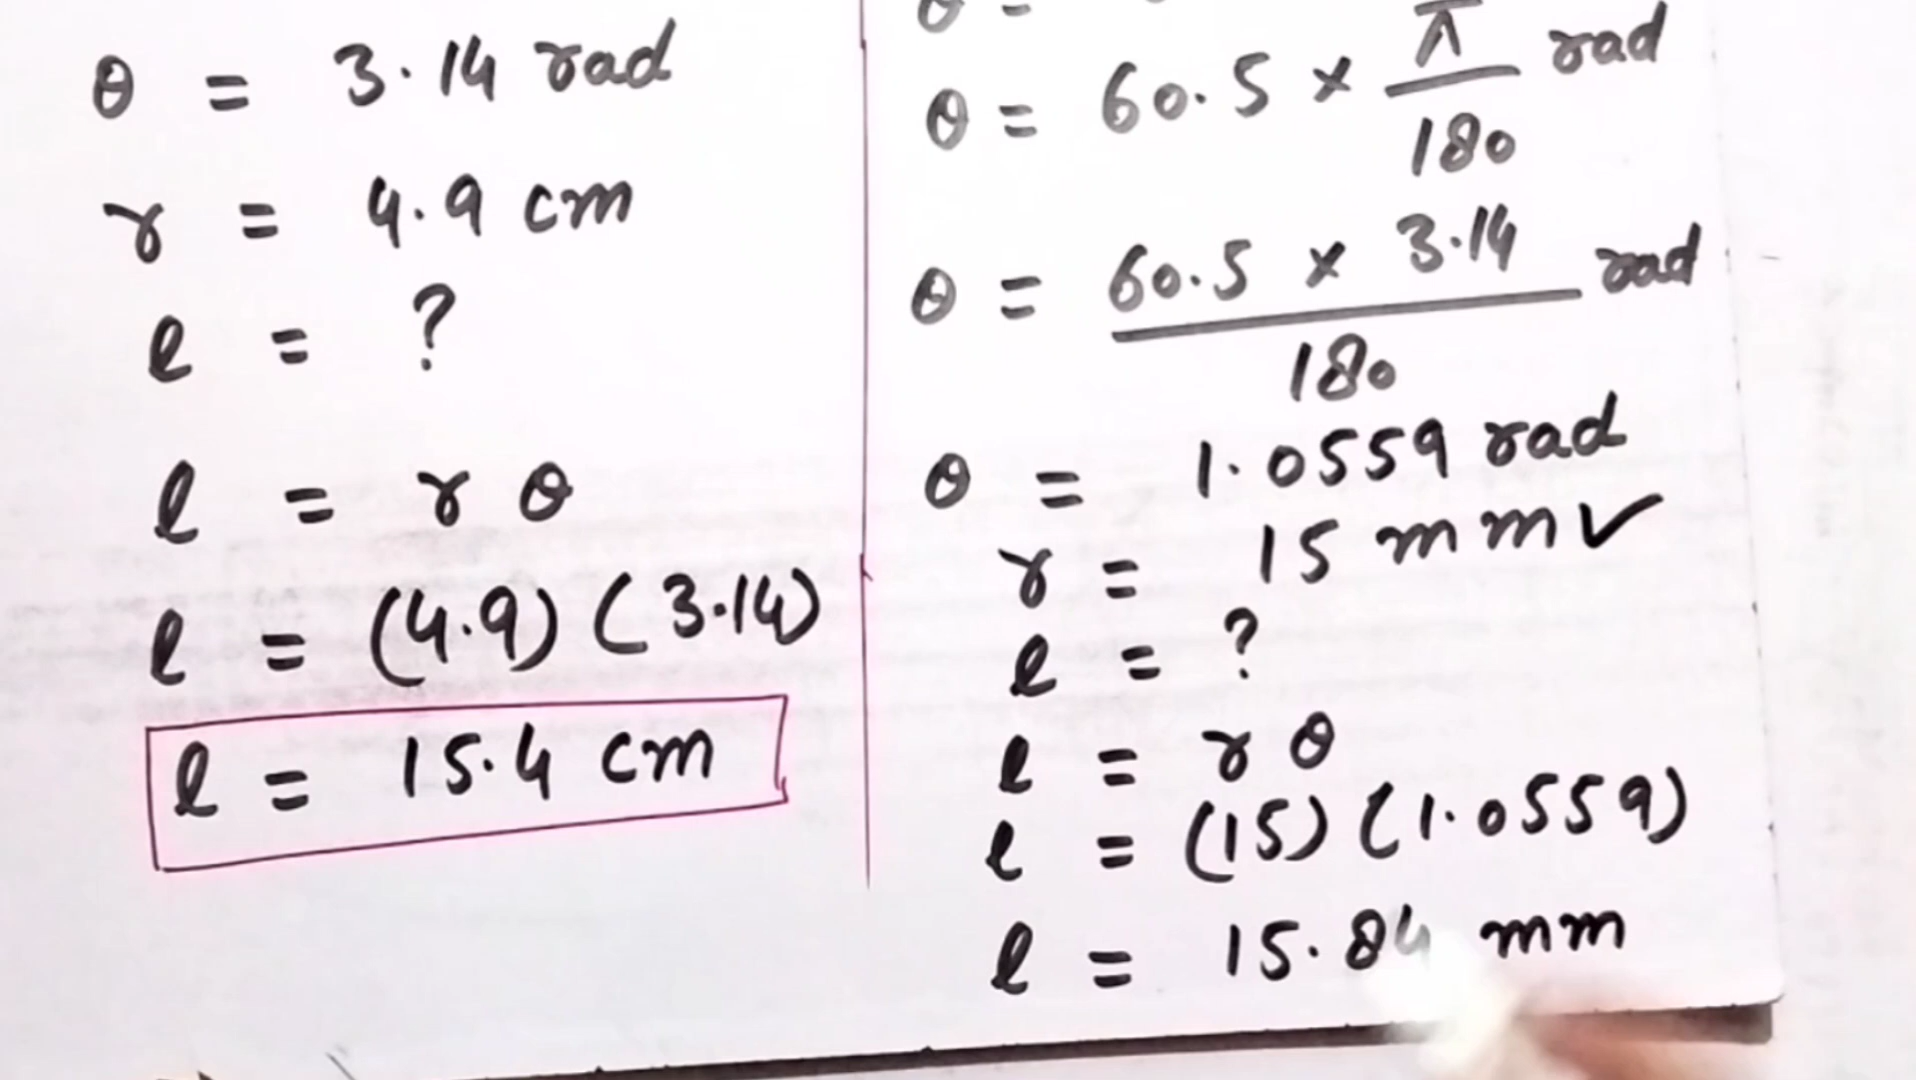 θ = 3.14 rad
r = 4.9 cm
l = ?
l = r θ
l = (4.9) (3.14)
l = 15.4 cm
θ =
θ = 60.5 × π/180 rad
θ = 60.5 × 3.14/180 rad
θ = 1.0559 rad
r = 15 mm ✓
l = ?
l = r θ
l = (15) (1.0559)
l = 15.84 mm